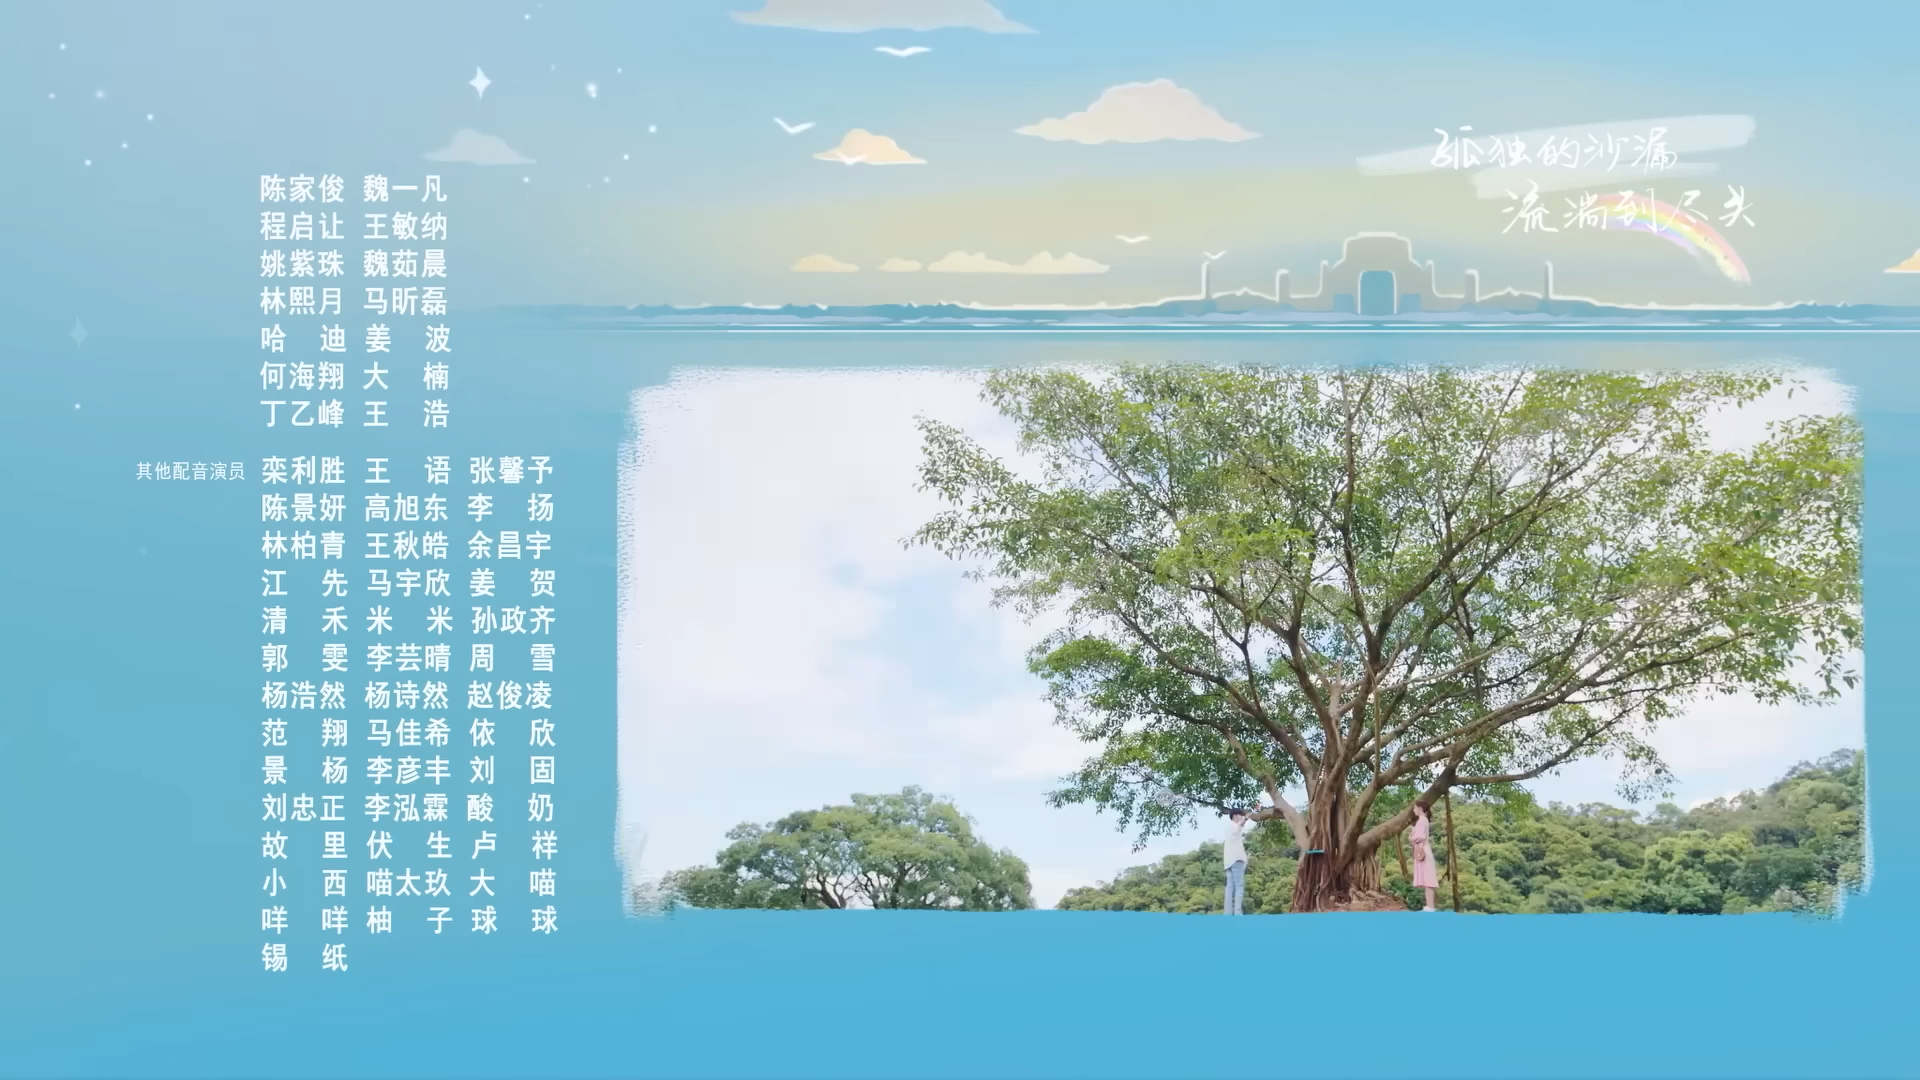 陈家俊 魏一凡
程启让 王敏纳
姚紫珠 魏茹晨
林熙月 马昕磊
哈 迪 姜 波
何海翔 大 楠
丁乙峰 王 浩
其他配音演员 栾利胜 王 语 张馨予
陈景妍 高旭东 李 扬
林柏青 王秋皓 余昌宇
江 先 马宇欣 姜 贺
清 禾 米 米 孙政齐
郭 雯 李芸晴 周 雪
杨浩然 杨诗然 赵俊凌
范 翔 马佳希 依 欣
景 杨 李彦丰 刘 固
刘忠正 李泓霖 酸 奶
故 里 伏 生 卢 祥
小 西 喵太玖 大 喵
咩 咩 柚 子 球 球
锡 纸
孤独的沙漏
流淌到尽头